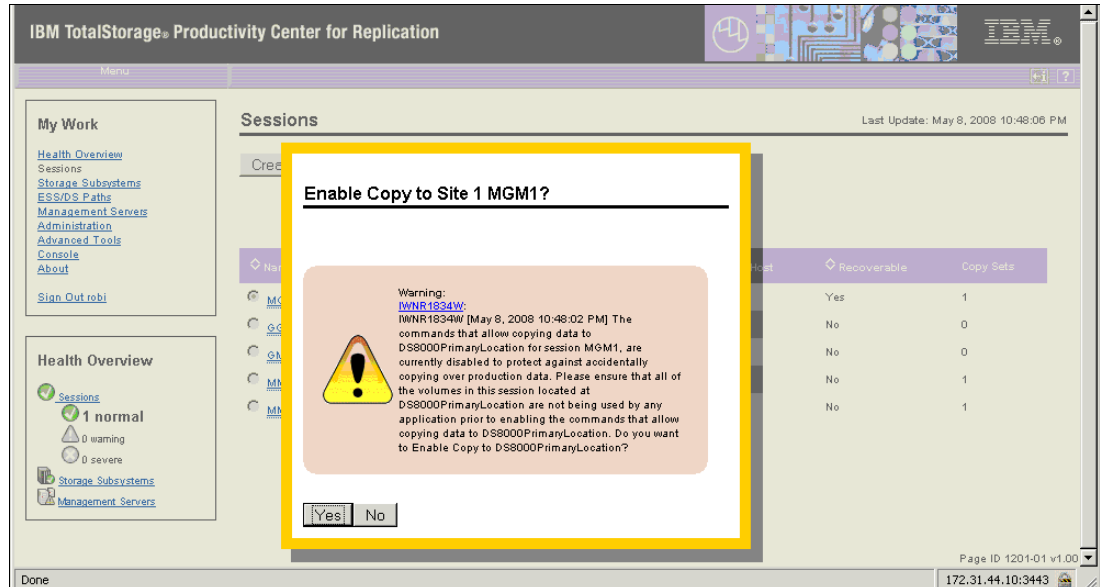 IBM TotalStorage® Productivity Center for Replication
IBM®
Menu
My Work
Health Overview
Sessions
Storage Subsystems
ESS/DS Paths
Management Servers
Administration
Advanced Tools
Console
About
Sign Out robi
Health Overview
Sessions
1 normal
0 warning
0 severe
Storage Subsystems
Management Servers
Sessions
Last Update: May 8, 2008 10:48:06 PM
Enable Copy to Site 1 MGM1?
Warning:
IWNR1834W:
IWNR1834W [May 8, 2008 10:48:02 PM] The
commands that allow copying data to
DS8000PrimaryLocation for session MGM1, are
currently disabled to protect against accidentally
copying over production data. Please ensure that all of
the volumes in this session located at
DS8000PrimaryLocation are not being used by any
application prior to enabling the commands that allow
copying data to DS8000PrimaryLocation. Do you want
to Enable Copy to DS8000PrimaryLocation?
Yes No
Host Recoverable Copy Sets
Yes 1
No 0
No 0
No 1
No 1
Page ID 1201-01 v1.00
Done
172.31.44.10:3443